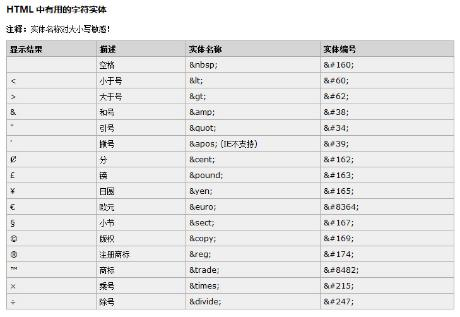 HTML 中有用的字符实体
注释：实体名称对大小写敏感！
显示结果 描述 实体名称 实体编号
空格 &nbsp; &#160;
< 小于号 &lt; &#60;
> 大于号 &gt; &#62;
& 和号 &amp; &#38;
" 引号 &quot; &#34;
' 撇号 &apos; (IE不支持) &#39;
¢ 分 &cent; &#162;
£ 镑 &pound; &#163;
¥ 日圆 &yen; &#165;
€ 欧元 &euro; &#8364;
§ 小节 &sect; &#167;
© 版权 &copy; &#169;
® 注册商标 &reg; &#174;
™ 商标 &trade; &#8482;
× 乘号 &times; &#215;
÷ 除号 &divide; &#247;